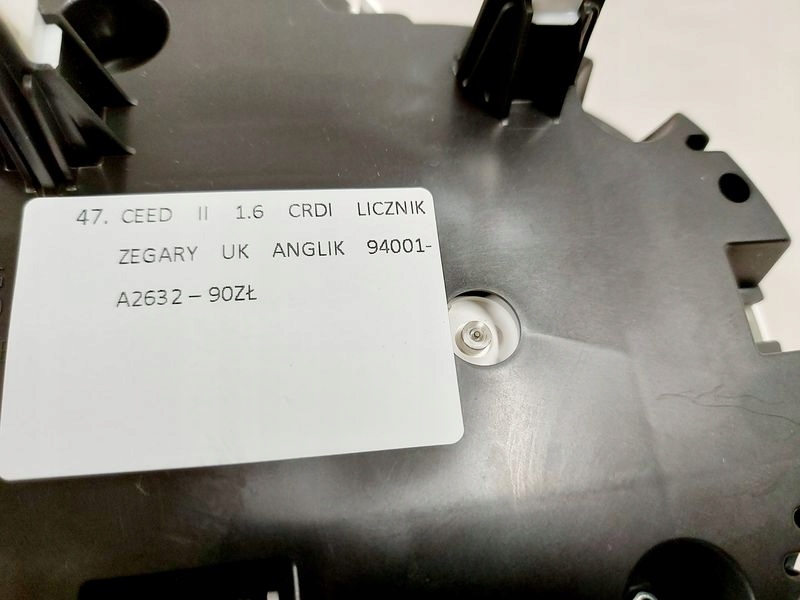 47. CEED II 1.6 CRDI LICZNIK
ZEGARY UK ANGLIK 94001-
A2632 – 90ZŁ